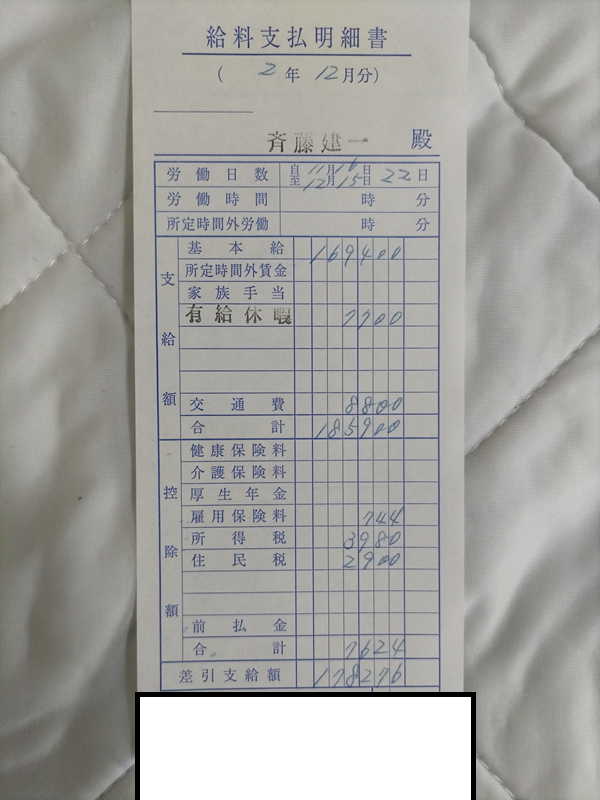 給料支払明細書
(2年12月分)
斉藤建一 殿
労働日数 自11月16日 至12月15日 22日
労働時間 時 分
所定時間外労働 時 分
支給額
基本給 169400
所定時間外賃金
家族手当
有給休暇 7700
交通費 8800
合計 185900
控除額
健康保険料
介護保険料
厚生年金
雇用保険料 744
所得税 3980
住民税 2900
前払金
合計 7624
差引支給額 178276